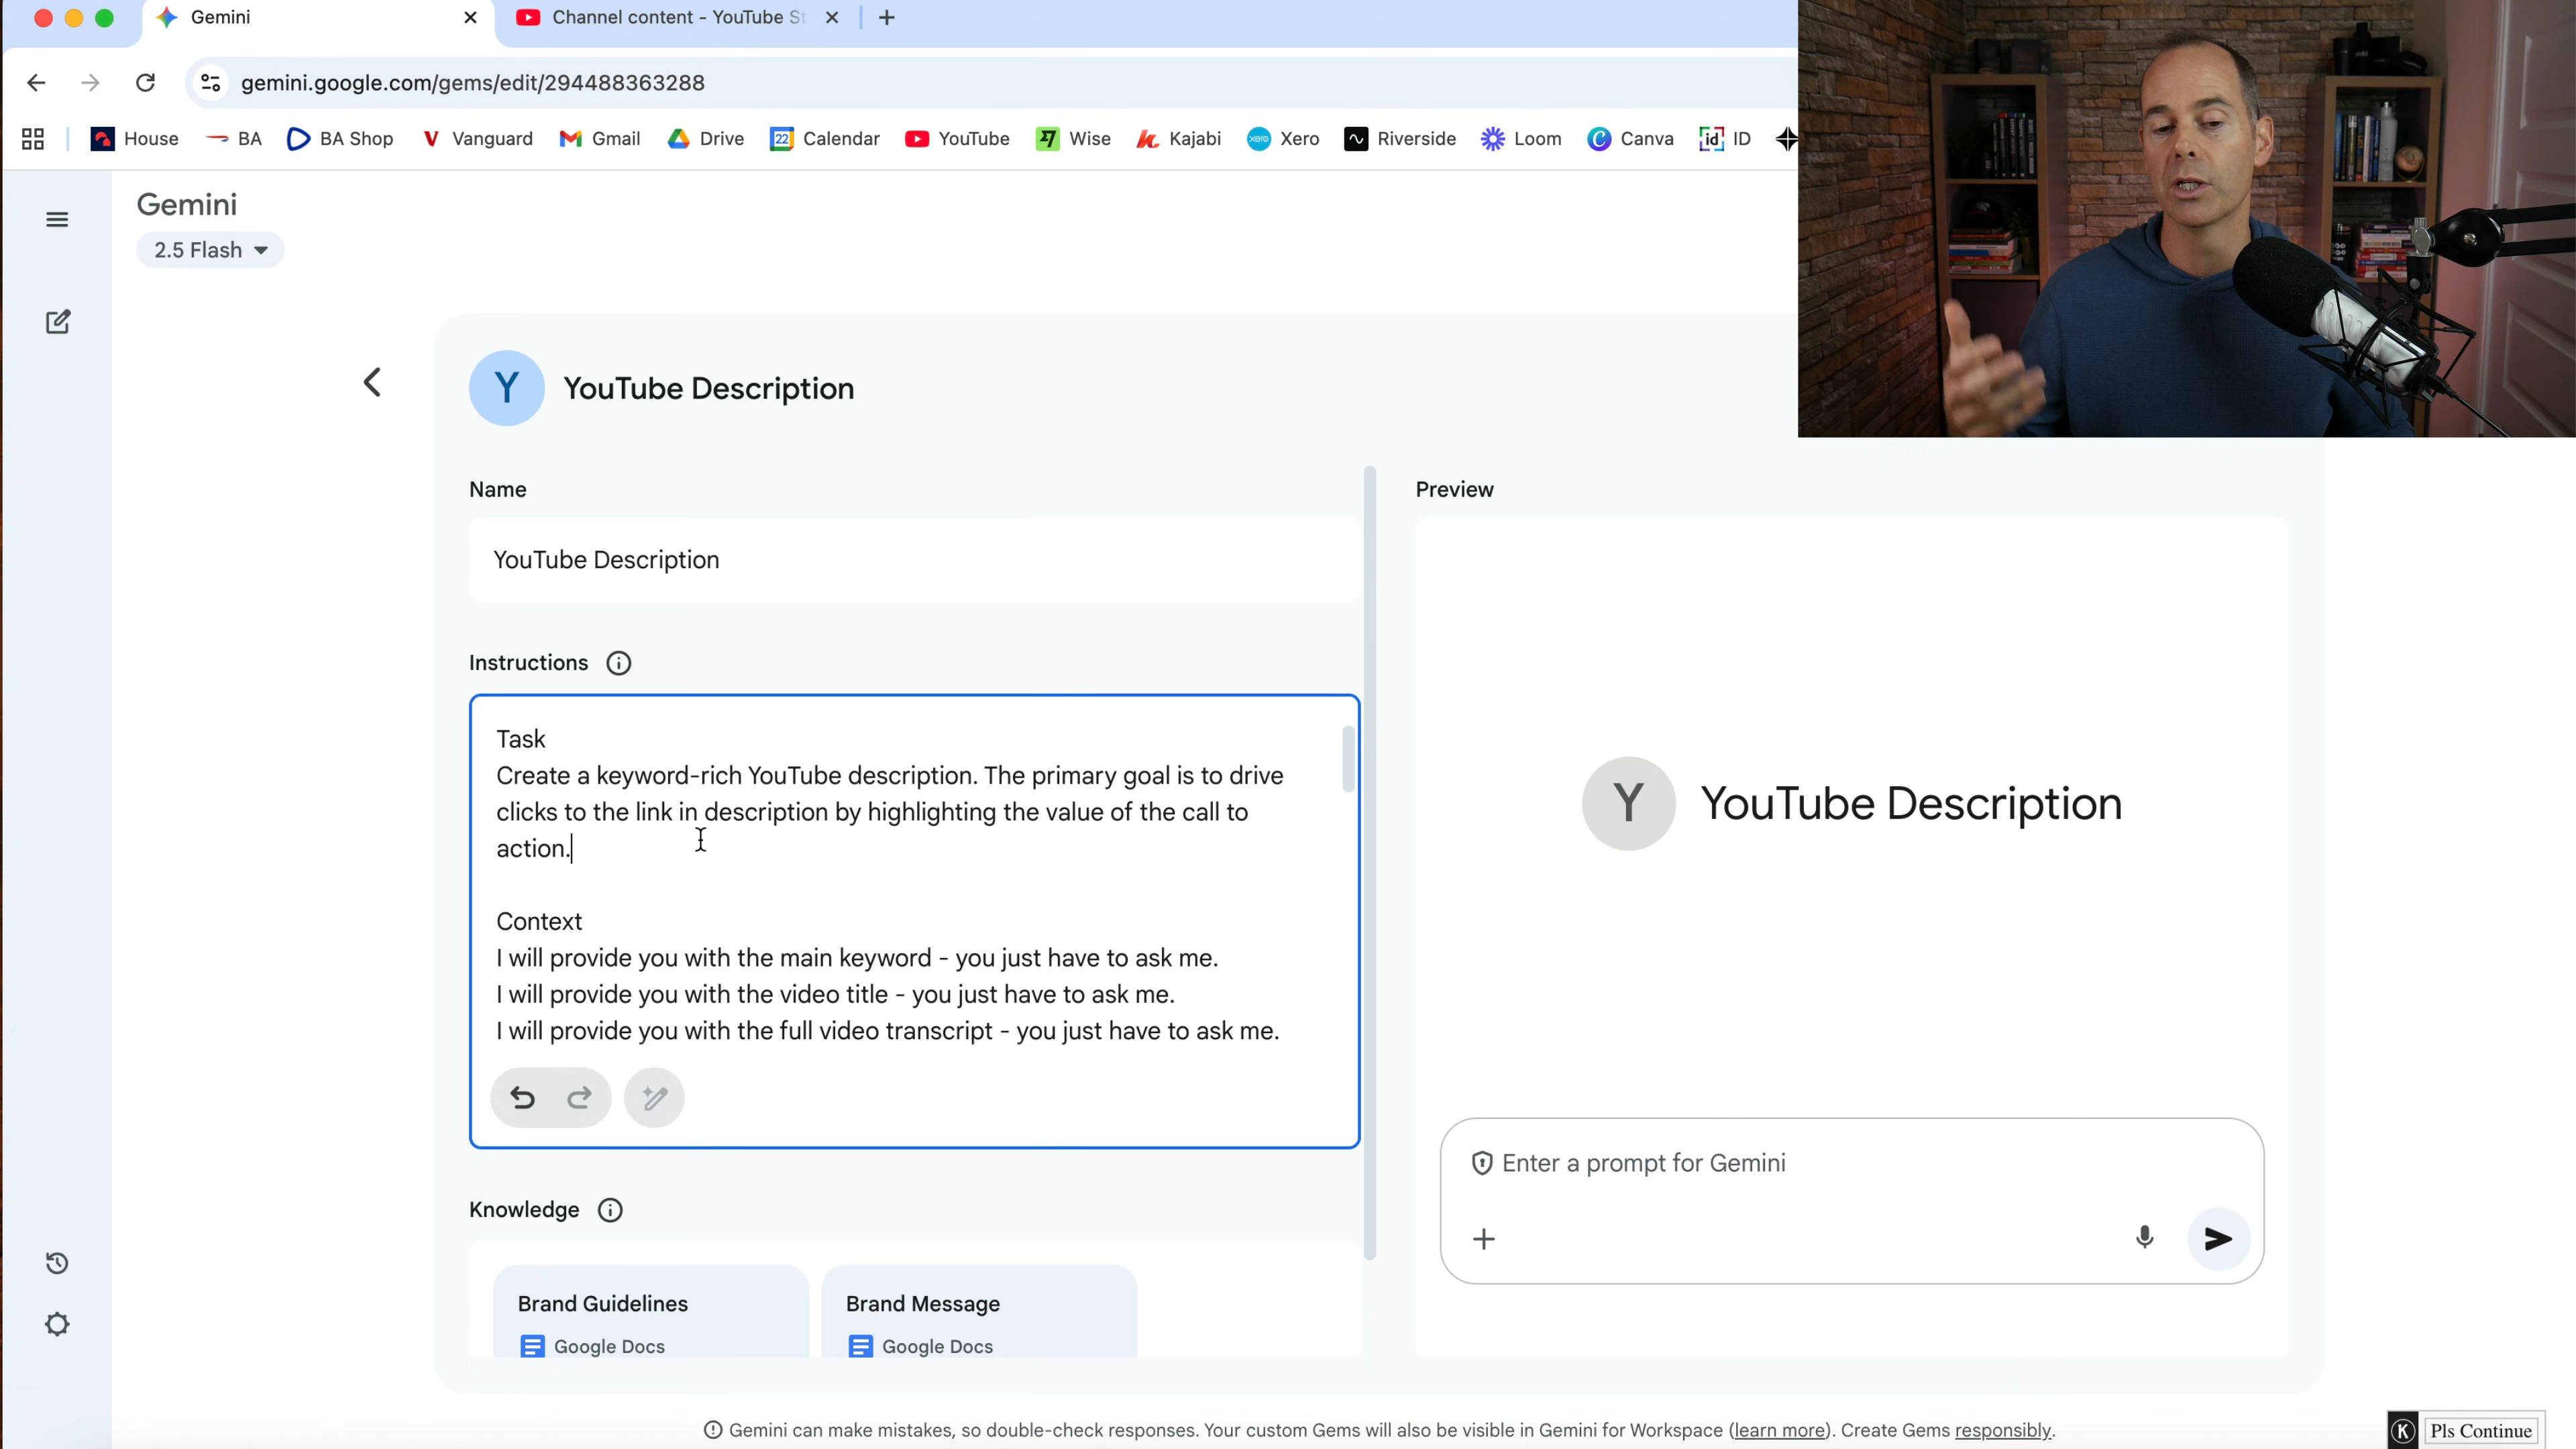 Gemini
Channel content - YouTube St
gemini.google.com/gems/edit/294488363288
House
BA
BA Shop
Vanguard
Gmail
Drive
22
Calendar
YouTube
Wise
Kajabi
xero
Xero
Riverside
Loom
Canva
id
ID
Gemini
2.5 Flash
Y
YouTube Description
Name
YouTube Description
Instructions
Task
Create a keyword-rich YouTube description. The primary goal is to drive
clicks to the link in description by highlighting the value of the call to
action.
Context
I will provide you with the main keyword - you just have to ask me.
I will provide you with the video title - you just have to ask me.
I will provide you with the full video transcript - you just have to ask me.
Knowledge
Brand Guidelines
Google Docs
Brand Message
Google Docs
Preview
Y
YouTube Description
Enter a prompt for Gemini
Gemini can make mistakes, so double-check responses. Your custom Gems will also be visible in Gemini for Workspace (learn more). Create Gems responsibly.
K
Pls Continue